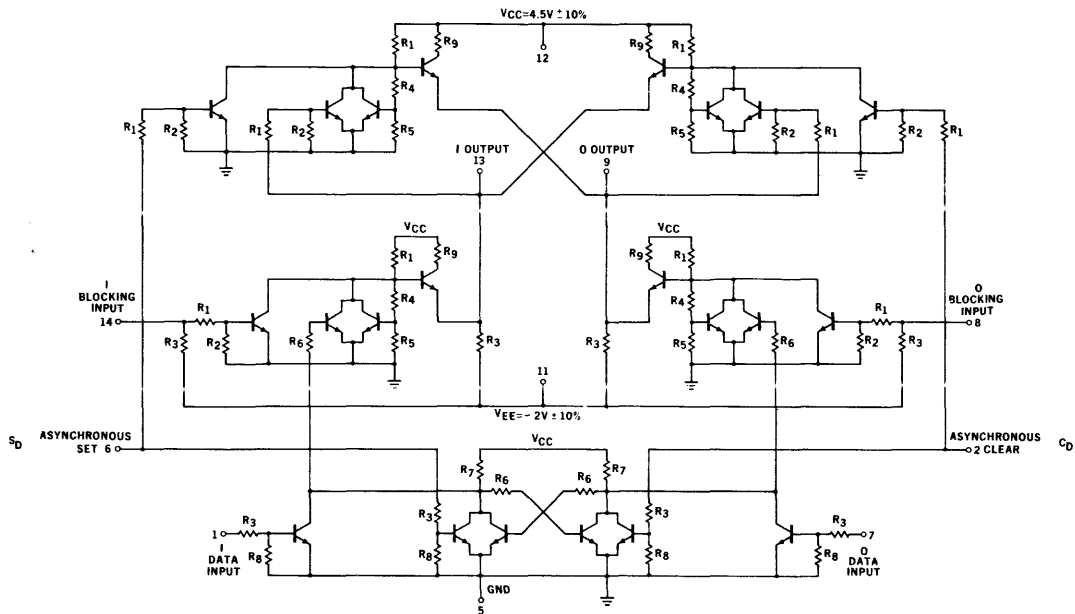 VCC=4.5V ± 10%
R1 R9 12 R9 R1
R4 R4
R1 R2 R1 R2 R5 R5 R2 R1 R2 R1
1 OUTPUT
13
0 OUTPUT
9
VCC VCC
R1 R9 R9 R1
1
BLOCKING
INPUT
14
0
BLOCKING
INPUT
8
R1 R4 R4 R1
R3 R2 R6 R5 R3 R3 R5 R6 R2 R3
11
VEE=-2V ± 10%
SD
ASYNCHRONOUS
SET 6
VCC
ASYNCHRONOUS
2 CLEAR
CD
R7 R7
R6 R6
R3 R3
1 R3 R3 7
1
DATA
INPUT
R8 R8 R8 R8
0 DATA
INPUT
GND
5